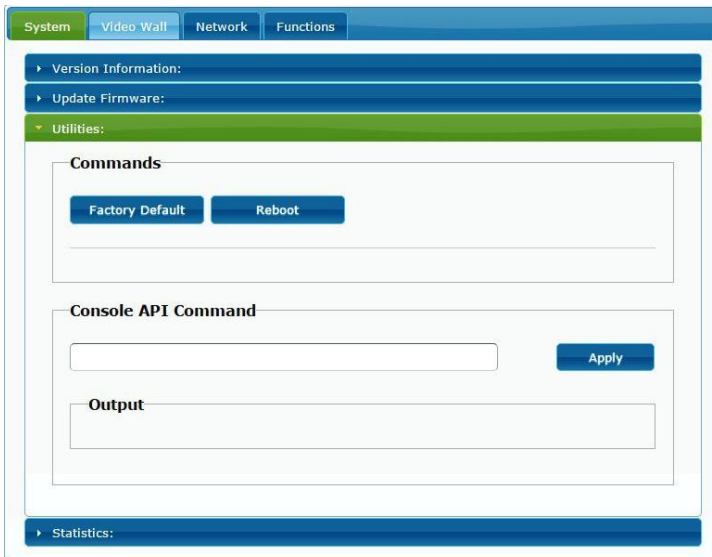 System Video Wall Network Functions
Version Information:
Update Firmware:
Utilities:
Commands
Factory Default Reboot
Console API Command
Apply
Output
Statistics: